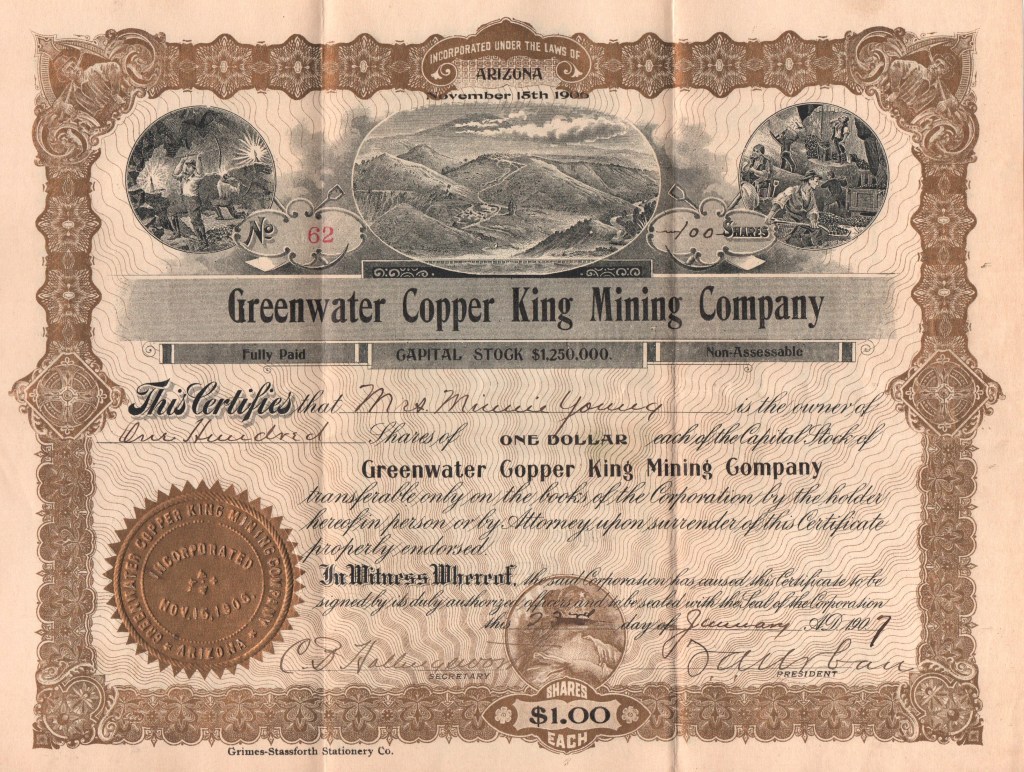 INCORPORATED UNDER THE LAWS OF
ARIZONA
November 15th 1906
No 62
100 SHARES
Greenwater Copper King Mining Company
Fully Paid
CAPITAL STOCK $1,250,000.
Non-Assessable
This Certifies that Mrs. Minnie Young is the owner of
One Hundred Shares of ONE DOLLAR each of the Capital Stock of
Greenwater Copper King Mining Company
transferable only on the books of the Corporation by the holder
hereof in person or by Attorney upon surrender of this Certificate
properly endorsed.
In Witness Whereof, the said Corporation has caused this Certificate to be
signed by its duly authorized officers and to be sealed with the Seal of the Corporation
this day of January A.D. 1907
GREENWATER COPPER KING MINING COMPANY
INCORPORATED
NOV. 15, 1906.
ARIZONA
SECRETARY
PRESIDENT
SHARES
$1.00
EACH
Grimes-Stassforth Stationery Co.